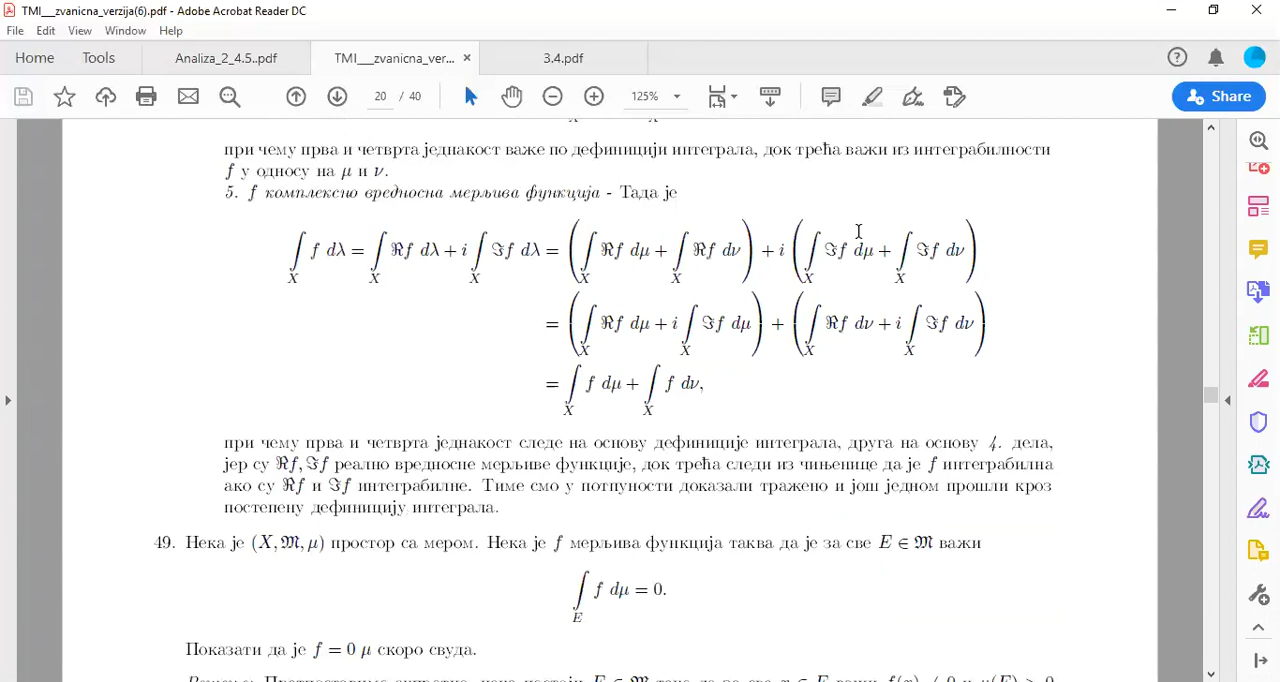 TMI__zvanicna_verzija(6).pdf - Adobe Acrobat Reader DC
File Edit View Window Help
Home Tools Analiza_2_4.5..pdf TMI__zvanicna_ver... × 3.4.pdf
20 / 40 125% Share
при чему прва и четврта једнакост важе по дефиницији интеграла, док трећа важи из интеграбилности
f у односу на μ и ν.
5. f комплексно вредносна мерљива функција - Тада је
∫_X f dλ = ∫_X ℜf dλ + i ∫_X ℑf dλ = (∫_X ℜf dμ + ∫_X ℜf dν) + i (∫_X ℑf dμ + ∫_X ℑf dν)
= (∫_X ℜf dμ + i ∫_X ℑf dμ) + (∫_X ℜf dν + i ∫_X ℑf dν)
= ∫_X f dμ + ∫_X f dν,
при чему прва и четврта једнакост следе на основу дефиниције интеграла, друга на основу 4. дела,
јер су ℜf, ℑf реално вредносне мерљиве функције, док трећа следи из чињенице да је f интеграбилна
ако су ℜf и ℑf интеграбилне. Тиме смо у потпуности доказали тражено и још једном прошли кроз
постепену дефиницију интеграла.
49. Нека је (X, 𝔐, μ) простор са мером. Нека је f мерљива функција таква да је за све E ∈ 𝔐 важи
∫_E f dμ = 0.
Показати да је f = 0 μ скоро свуда.